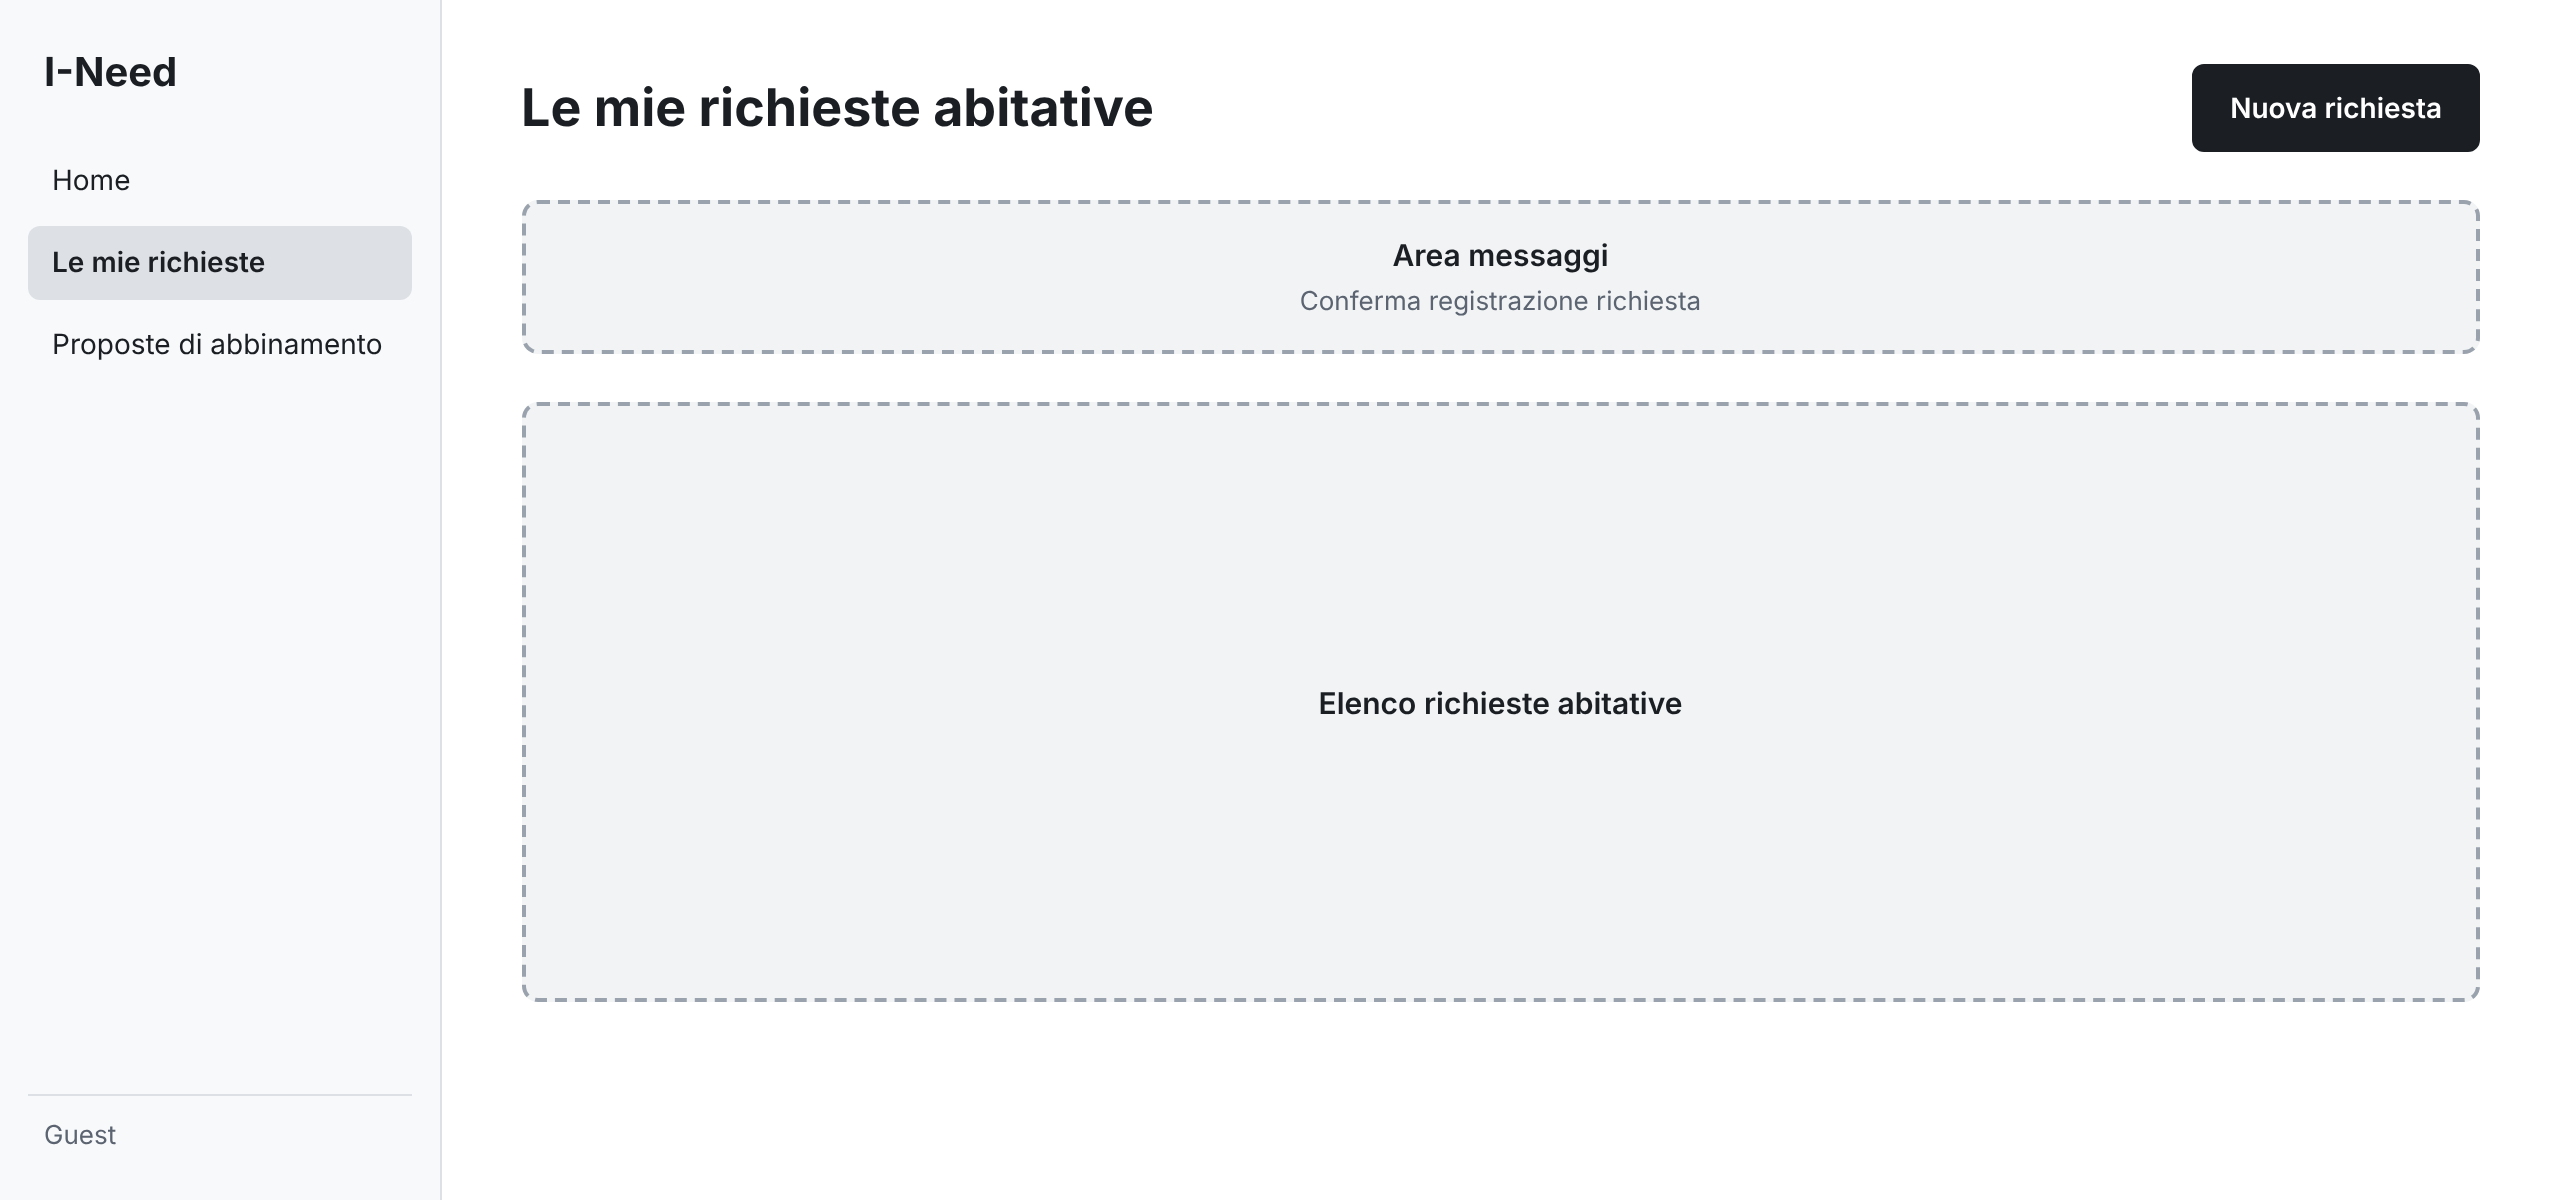 I-Need
Home
Le mie richieste
Proposte di abbinamento
Guest
Le mie richieste abitative
Nuova richiesta
Area messaggi
Conferma registrazione richiesta
Elenco richieste abitative